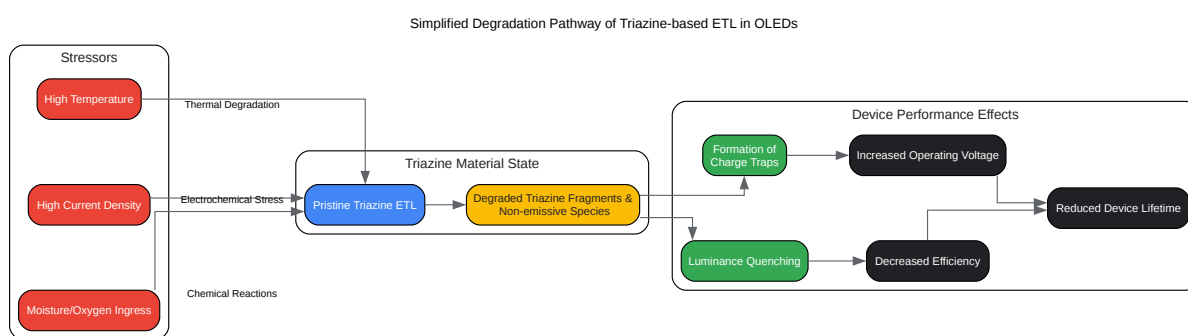 Simplified Degradation Pathway of Triazine-based ETL in OLEDs
Stressors
High Temperature
Thermal Degradation
High Current Density
Electrochemical Stress
Moisture/Oxygen Ingress
Chemical Reactions
Triazine Material State
Pristine Triazine ETL
Degraded Triazine Fragments &
Non-emissive Species
Device Performance Effects
Formation of
Charge Traps
Increased Operating Voltage
Luminance Quenching
Decreased Efficiency
Reduced Device Lifetime